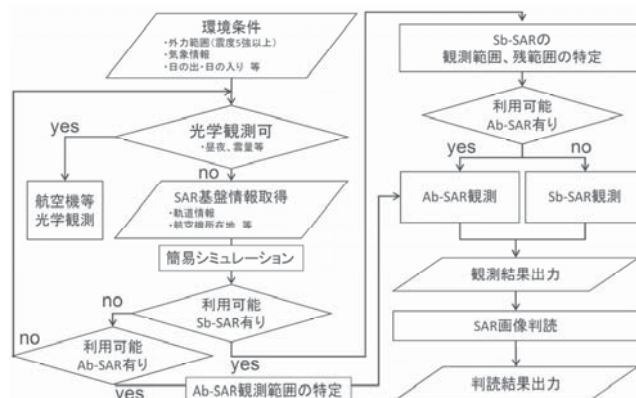 環境条件
・外力範囲(震度5強以上)
・気象情報
・日の出・日の入り 等
yes
光学観測可
・昼夜、雲量等
no
航空機等
光学観測
SAR基盤情報取得
・軌道情報
・航空機所在地 等
簡易シミュレーション
no
利用可能
Sb-SAR有り
no
利用可能
Ab-SAR有り
yes
yes
Ab-SAR観測範囲の特定
Sb-SARの
観測範囲、残範囲の特定
利用可能
Ab-SAR有り
yes
no
Ab-SAR観測
Sb-SAR観測
観測結果出力
SAR画像判読
判読結果出力